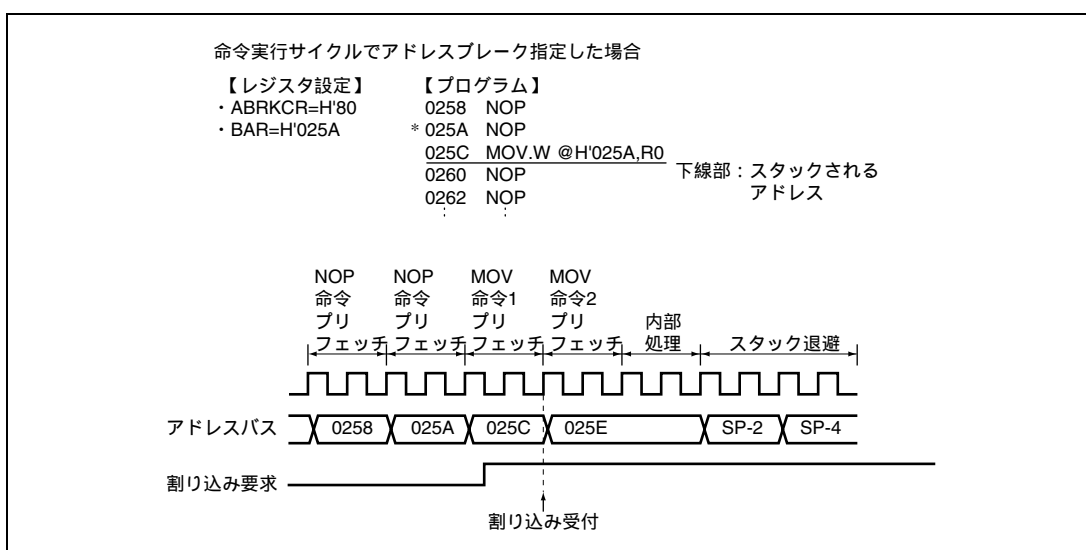 命令実行サイクルでアドレスブレーク指定した場合
【レジスタ設定】 【プログラム】
・ABRKCR=H'80 0258 NOP
・BAR=H'025A * 025A NOP
025C MOV.W @H'025A,R0
0260 NOP
0262 NOP
下線部：スタックされる
アドレス
NOP
命令
プリ
フェッチ
NOP
命令
プリ
フェッチ
MOV
命令1
プリ
フェッチ
MOV
命令2
プリ
フェッチ
内部
処理
スタック退避
アドレスバス 0258 025A 025C 025E SP-2 SP-4
割り込み要求
割り込み受付